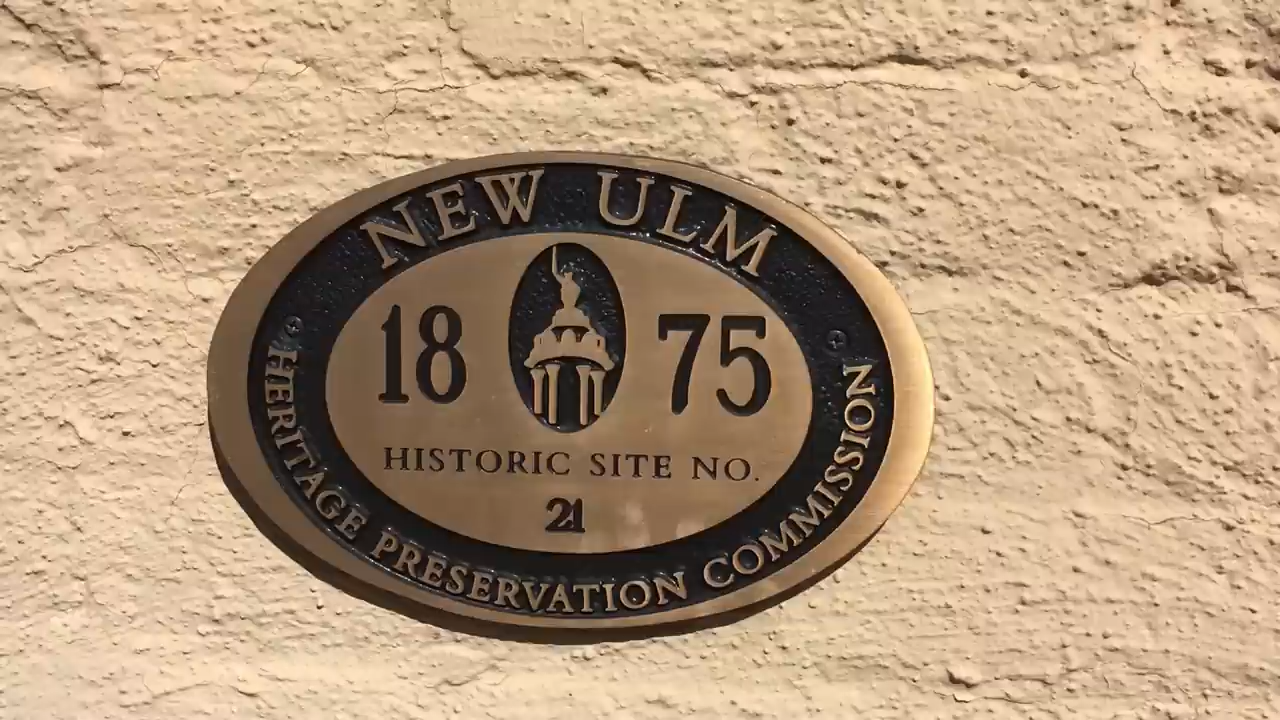 NEW ULM
18 75
HISTORIC SITE NO.
21
HERITAGE PRESERVATION COMMISSION